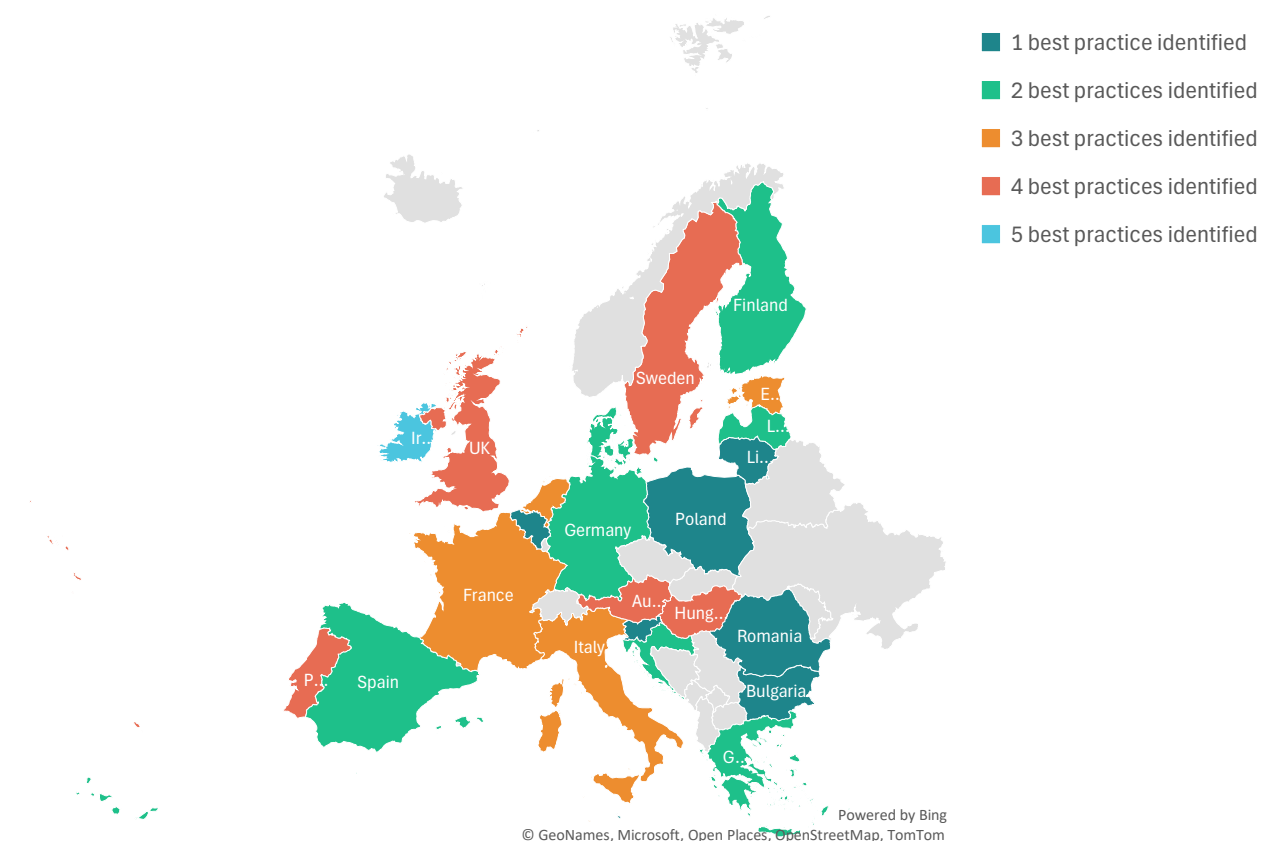 1 best practice identified
2 best practices identified
3 best practices identified
4 best practices identified
5 best practices identified
Finland
Sweden
E...
L...
Ir...
UK
Li...
Poland
Germany
France
Au...
Hung...
Romania
Italy
P...
Spain
Bulgaria
G...
Powered by Bing
© GeoNames, Microsoft, Open Places, OpenStreetMap, TomTom